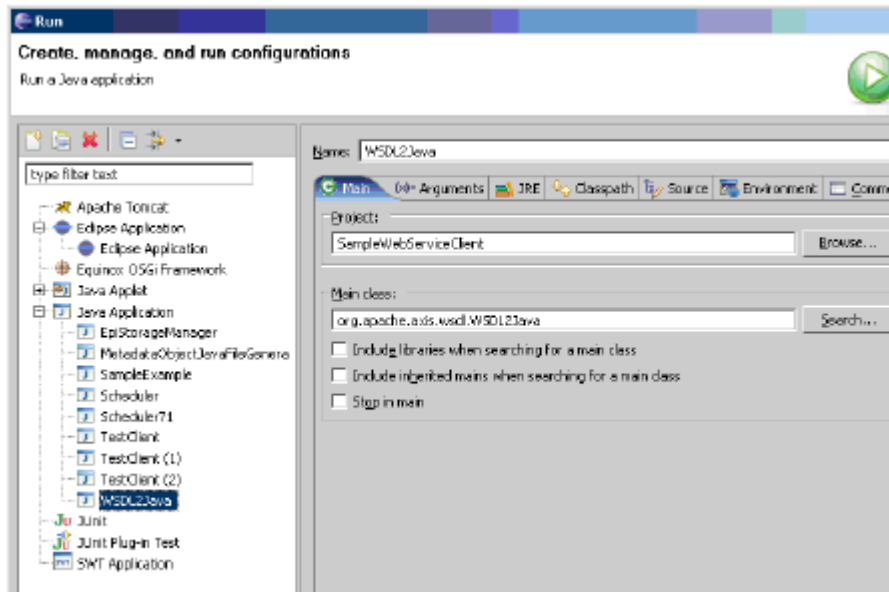 Run
Create, manage, and run configurations
Run a Java application
type filter text
Apache Tomcat
Eclipse Application
Eclipse Application
Equinox OSGi Framework
Java Applet
Java Application
EpiStorageManager
MetadataObjectJavaFileGenera
SampleExample
Scheduler
Scheduler71
TestClient
TestClient (1)
TestClient (2)
WSDL2Java
JUnit
JUnit Plug-in Test
SWT Application
Name: WSDL2Java
Main Arguments JRE Classpath Source Environment Commo
Project:
SampleWebServiceClient Browse...
Main class:
org.apache.axis.wsdl.WSDL2Java Search...
Include libraries when searching for a main class
Include inherited mains when searching for a main class
Stop in main